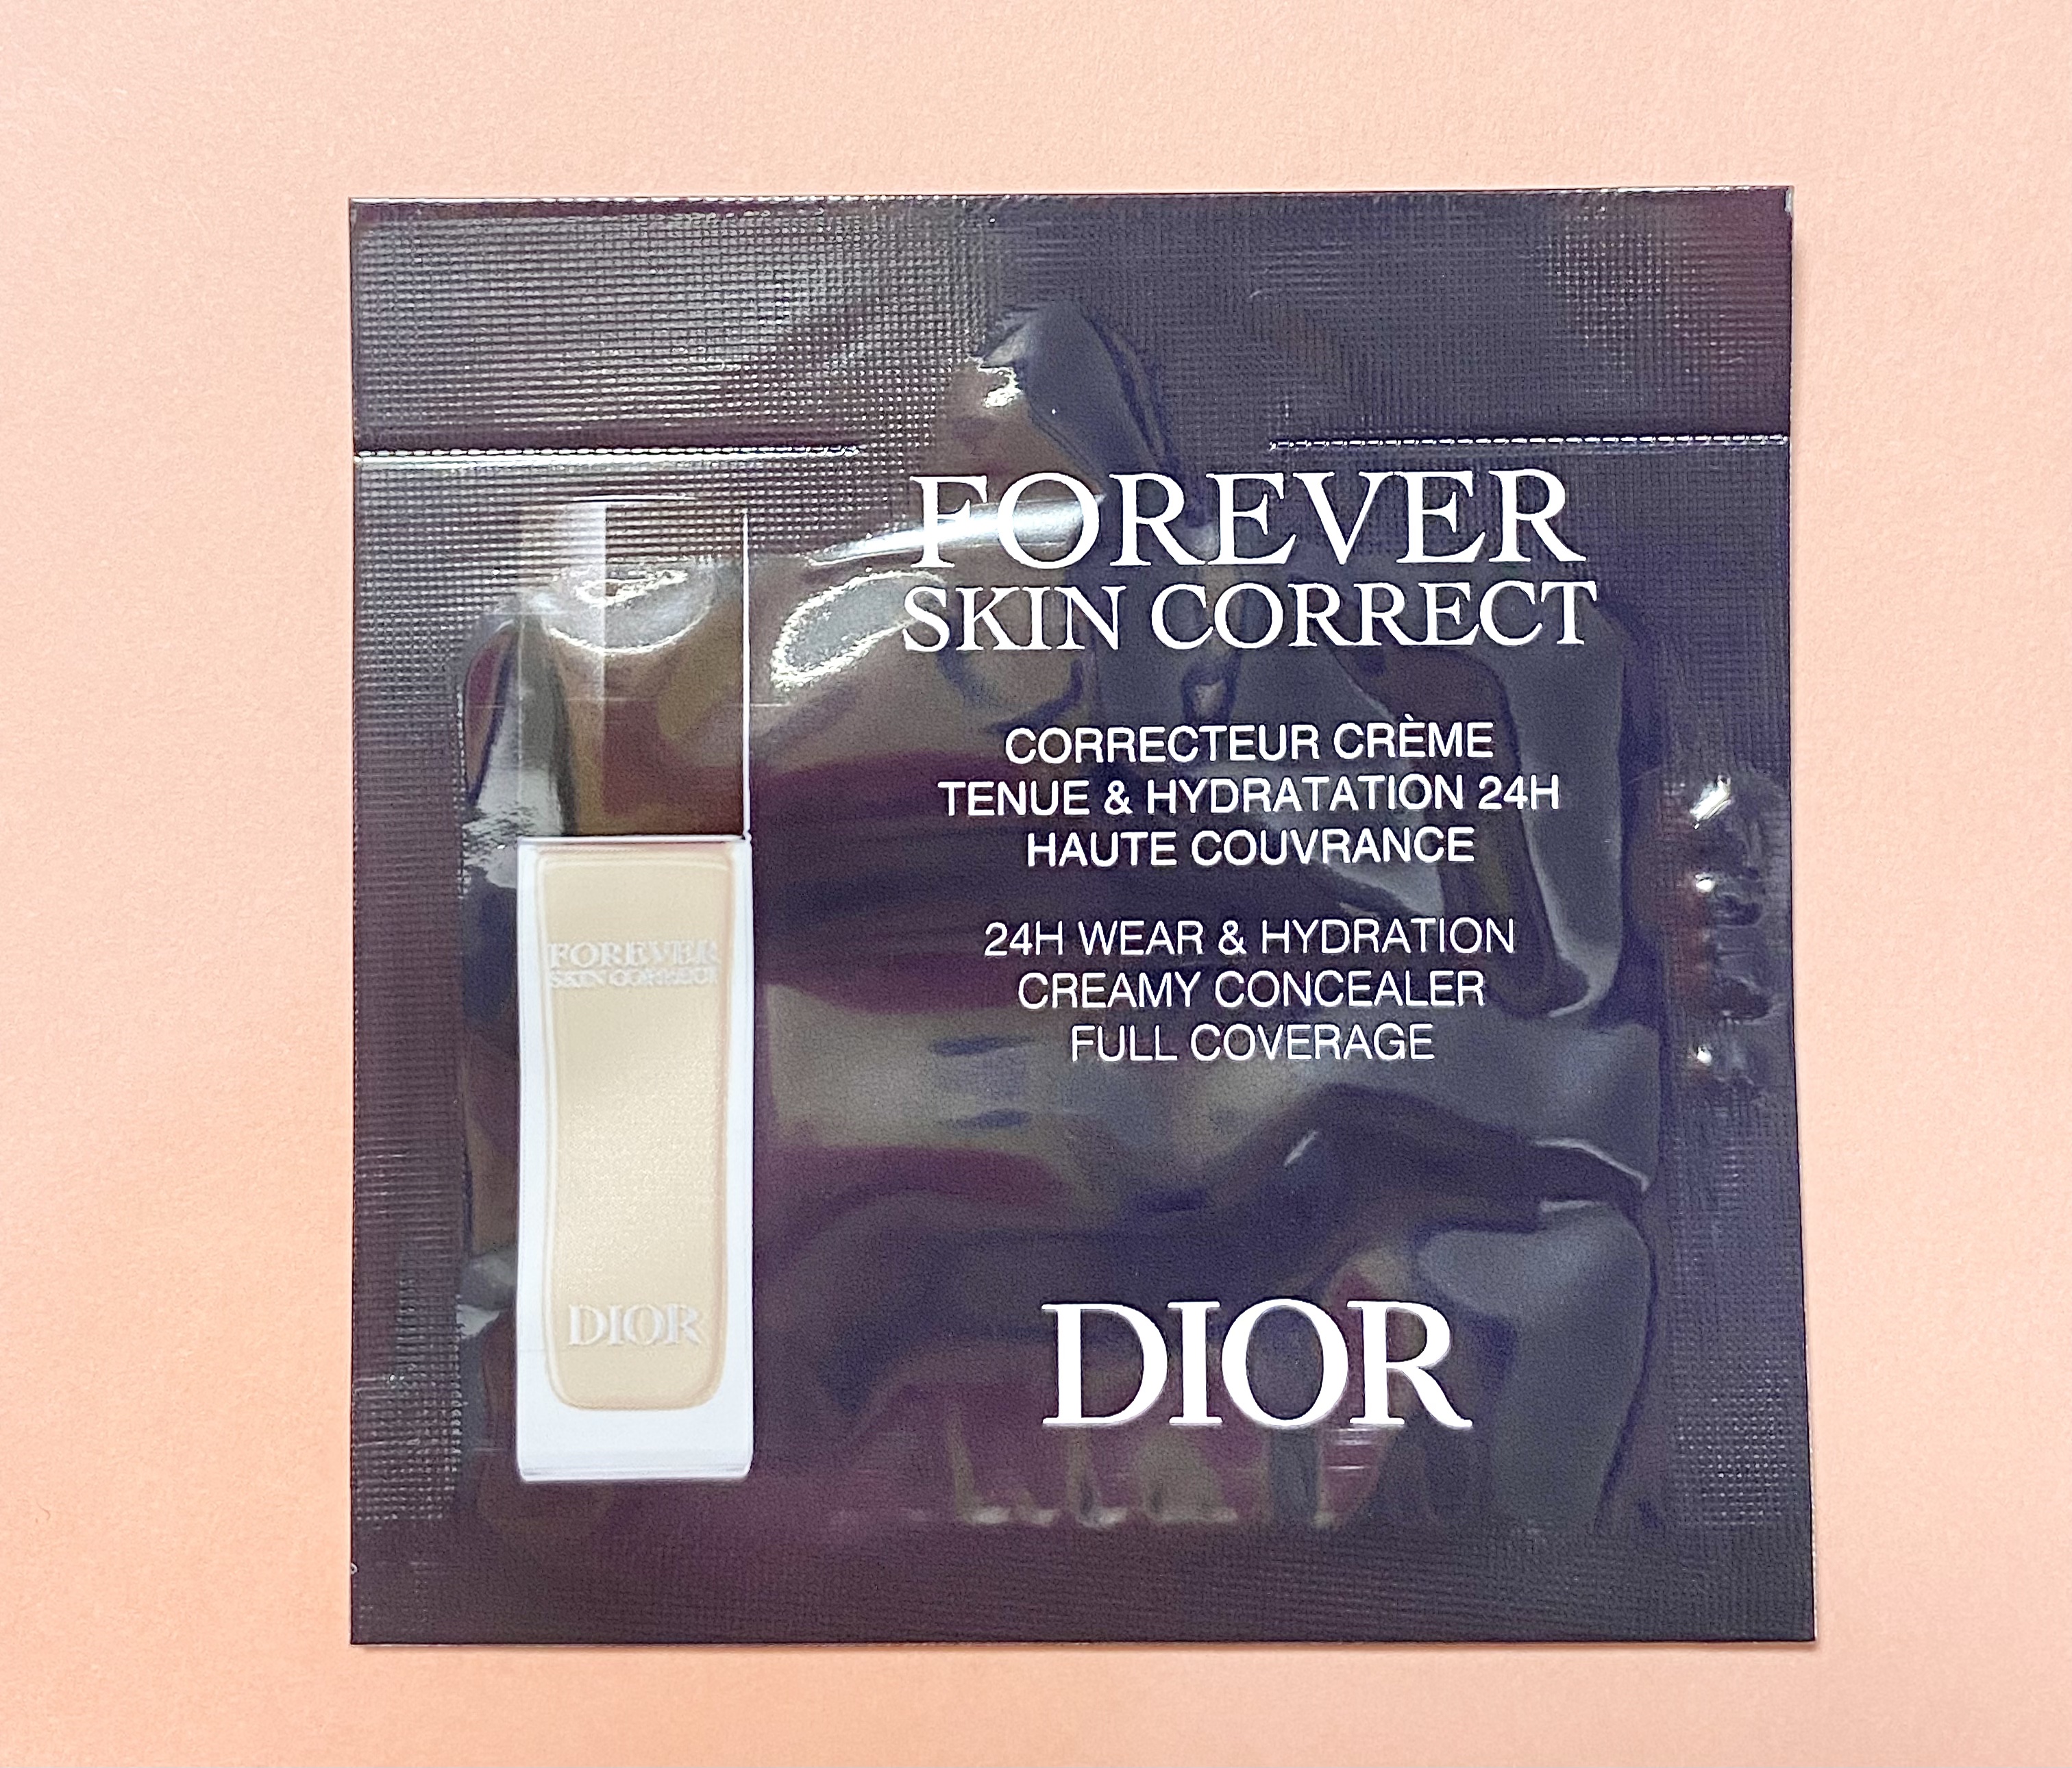 FOREVER
SKIN CORRECT
CORRECTEUR CRÈME
TENUE & HYDRATATION 24H
HAUTE COUVRANCE
24H WEAR & HYDRATION
CREAMY CONCEALER
FULL COVERAGE
DIOR
FOREVER
SKIN CORRECT
DIOR